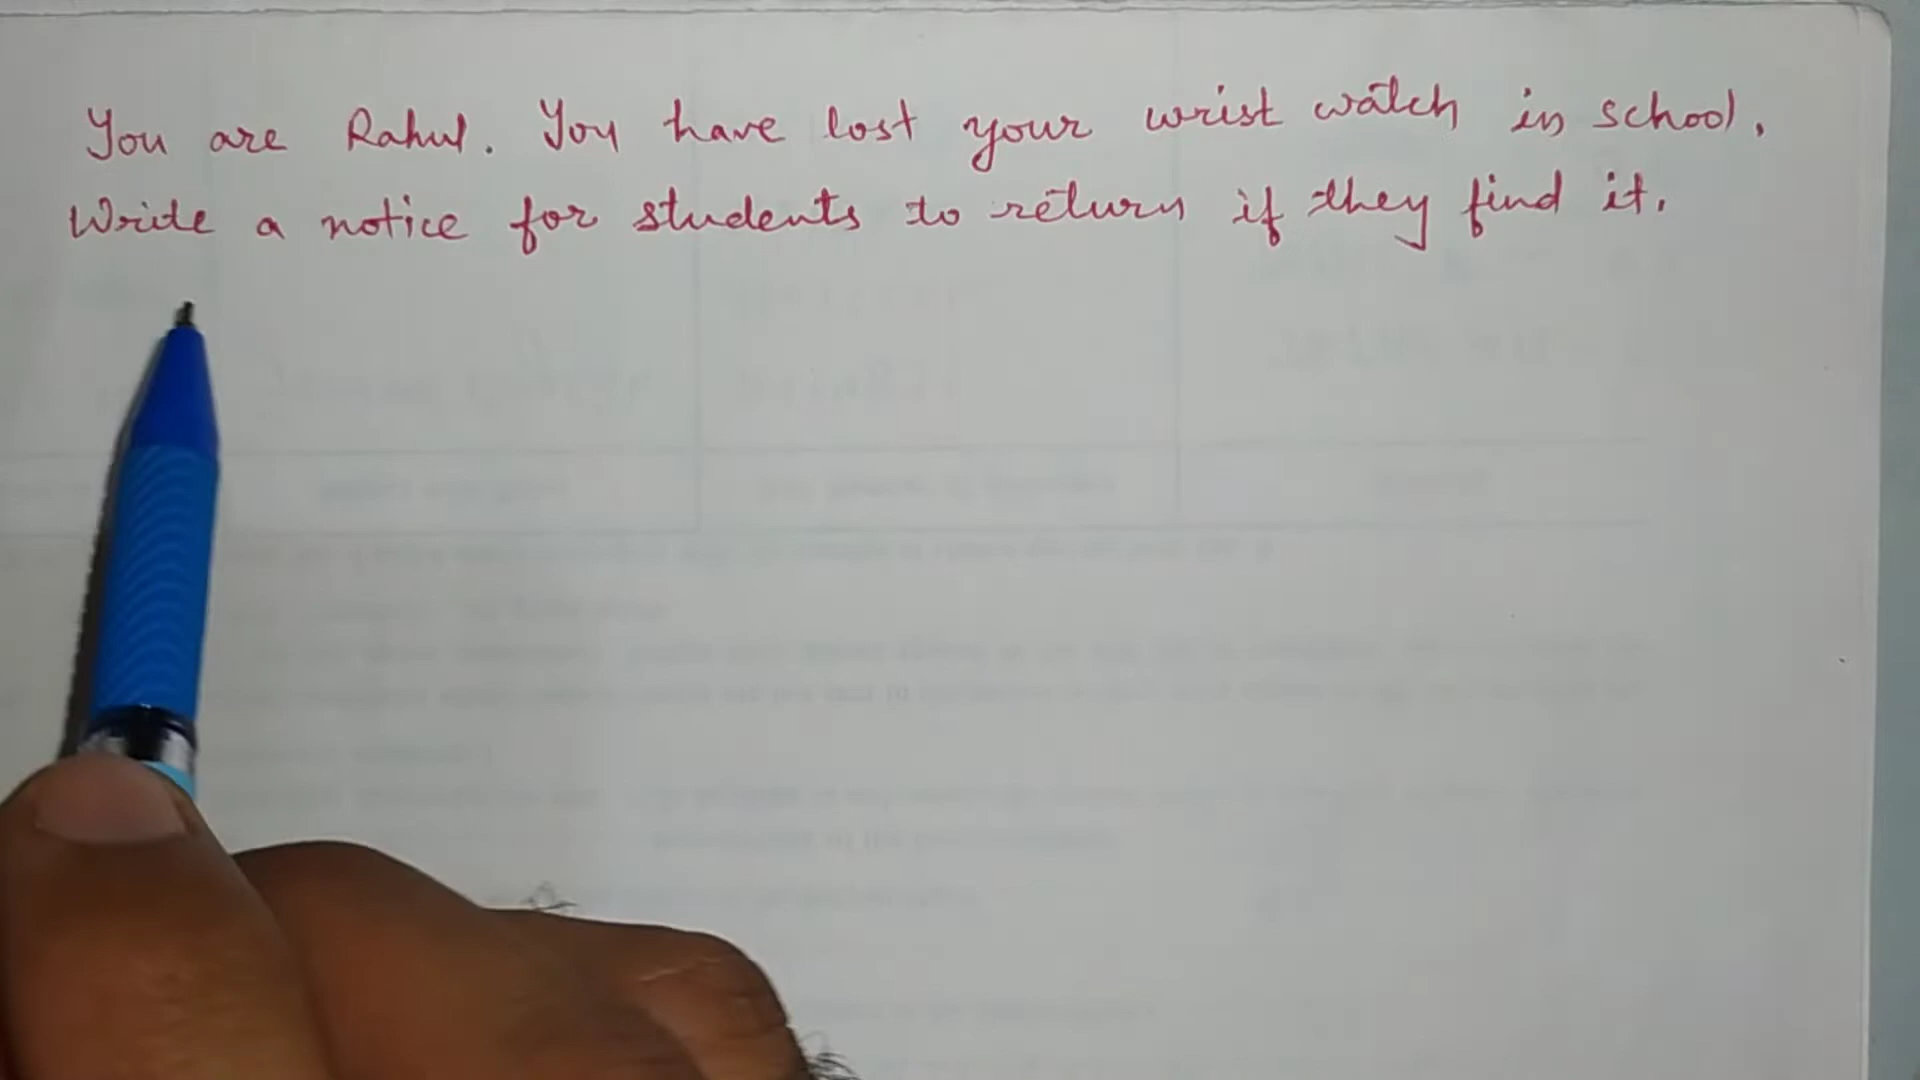 You are Rahul. You have lost your wrist watch in school.
Write a notice for students to return if they find it.